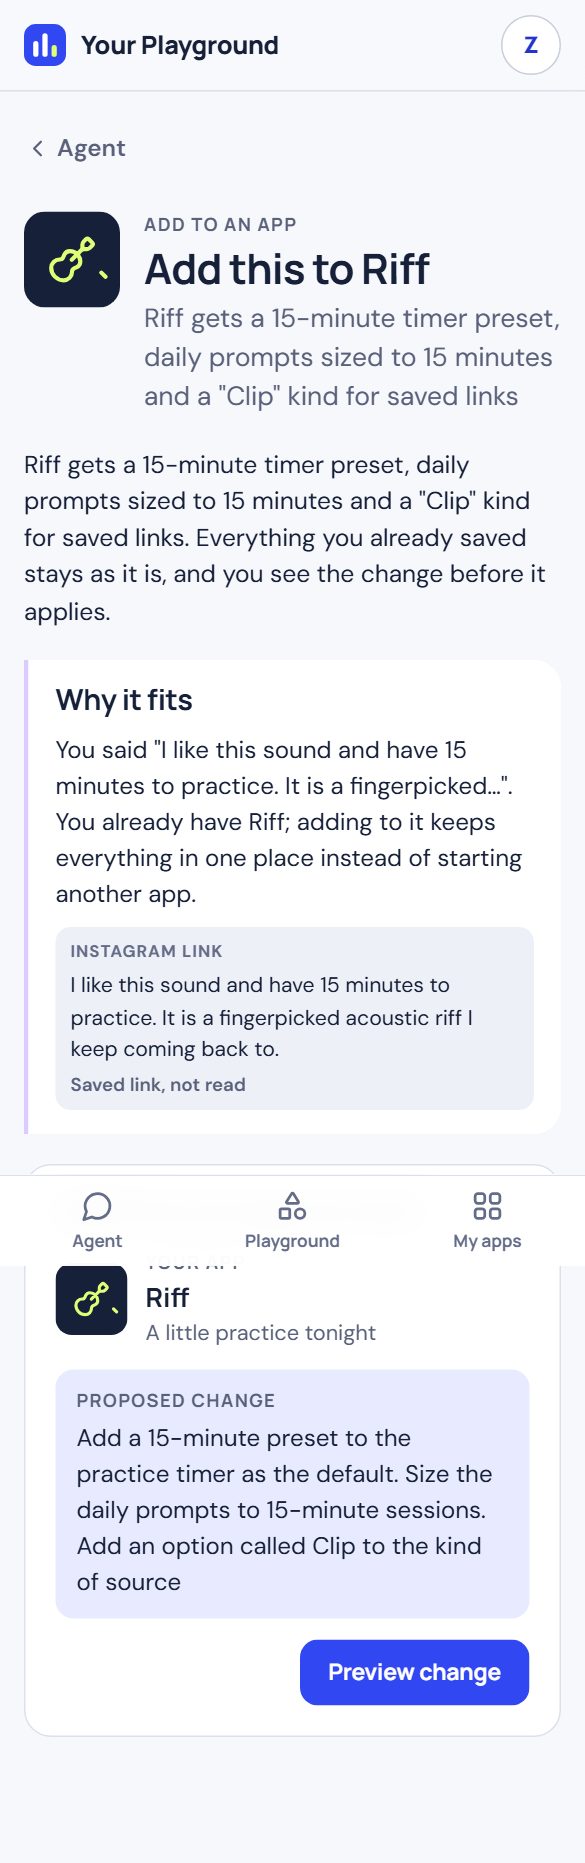 Your Playground
Z
Agent
ADD TO AN APP
Add this to Riff
Riff gets a 15-minute timer preset,
daily prompts sized to 15 minutes
and a "Clip" kind for saved links
Riff gets a 15-minute timer preset, daily
prompts sized to 15 minutes and a "Clip" kind
for saved links. Everything you already saved
stays as it is, and you see the change before it
applies.
Why it fits
You said "I like this sound and have 15
minutes to practice. It is a fingerpicked...".
You already have Riff; adding to it keeps
everything in one place instead of starting
another app.
INSTAGRAM LINK
I like this sound and have 15 minutes to
practice. It is a fingerpicked acoustic riff I
keep coming back to.
Saved link, not read
Agent
Playground
My apps
YOUR APP
Riff
A little practice tonight
PROPOSED CHANGE
Add a 15-minute preset to the
practice timer as the default. Size the
daily prompts to 15-minute sessions.
Add an option called Clip to the kind
of source
Preview change